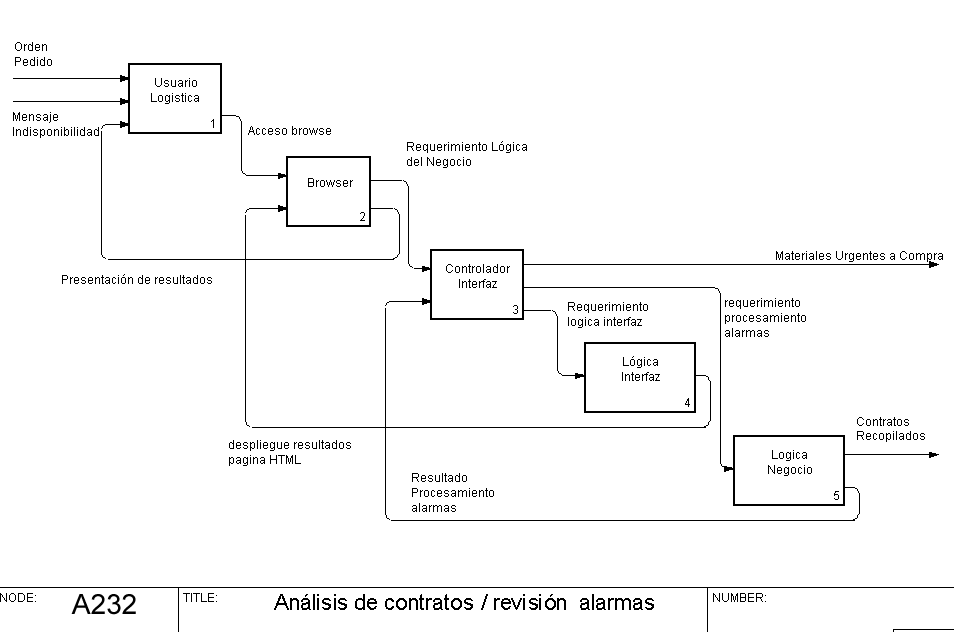 Orden
Pedido
Mensaje
Indisponibilidad
Usuario
Logistica
1
Acceso browse
Browser
2
Requerimiento Lógica
del Negocio
Presentación de resultados
Controlador
Interfaz
3
Materiales Urgentes a Compra
Requerimiento
logica interfaz
requerimiento
procesamiento
alarmas
Lógica
Interfaz
4
despliegue resultados
pagina HTML
Contratos
Recopilados
Logica
Negocio
5
Resultado
Procesamiento
alarmas
NODE:
A232
TITLE:
Análisis de contratos / revisión alarmas
NUMBER: